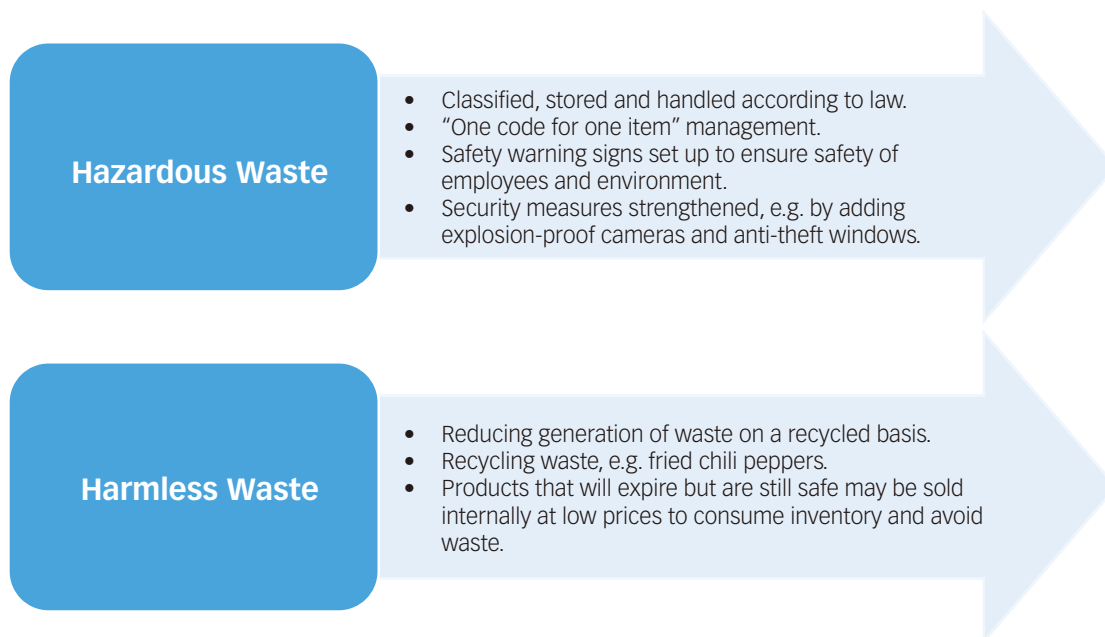 Hazardous Waste
• Classified, stored and handled according to law.
• “One code for one item” management.
• Safety warning signs set up to ensure safety of
employees and environment.
• Security measures strengthened, e.g. by adding
explosion-proof cameras and anti-theft windows.
Harmless Waste
• Reducing generation of waste on a recycled basis.
• Recycling waste, e.g. fried chili peppers.
• Products that will expire but are still safe may be sold
internally at low prices to consume inventory and avoid
waste.